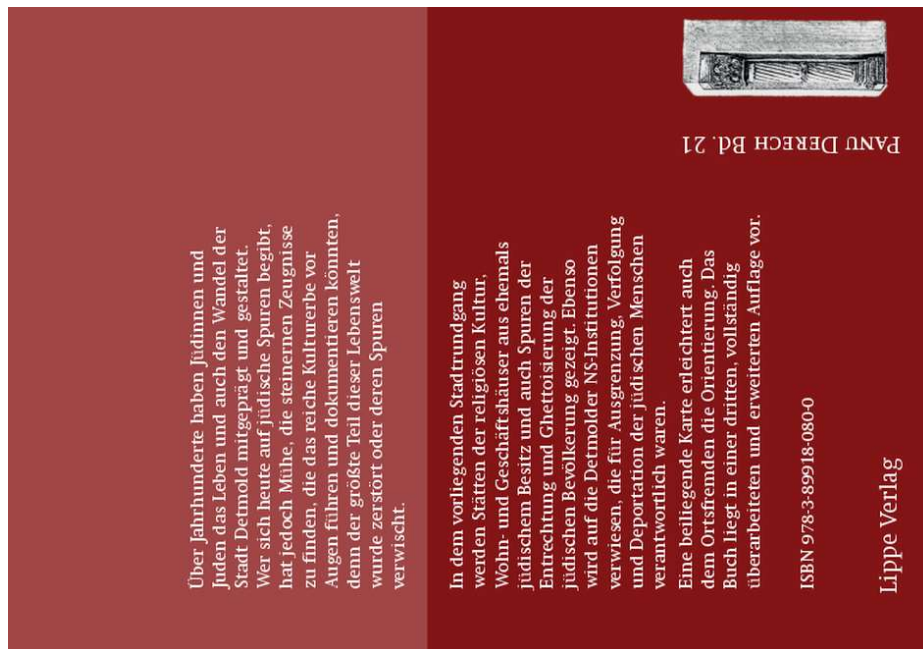 Über Jahrhunderte haben Jüdinnen und
Juden das Leben und auch den Wandel der
Stadt Detmold mitgeprägt und gestaltet.
Wer sich heute auf jüdische Spuren begibt,
hat jedoch Mühe, die steinernen Zeugnisse
zu finden, die das reiche Kulturerbe vor
Augen führen und dokumentieren könnten,
denn der größte Teil dieser Lebenswelt
wurde zerstört oder deren Spuren
verwischt.
In dem vorliegenden Stadtrundgang
werden Stätten der religiösen Kultur,
Wohn- und Geschäftshäuser aus ehemals
jüdischem Besitz und auch Spuren der
Entrechtung und Ghettoisierung der
jüdischen Bevölkerung gezeigt. Ebenso
wird auf die Detmolder NS-Institutionen
verwiesen, die für Ausgrenzung, Verfolgung
und Deportation der jüdischen Menschen
verantwortlich waren.
Eine beiliegende Karte erleichtert auch
dem Ortsfremden die Orientierung. Das
Buch liegt in einer dritten, vollständig
überarbeiteten und erweiterten Auflage vor.
ISBN 978-3-89918-080-0
Lippe Verlag
PANU DERECH Bd. 21